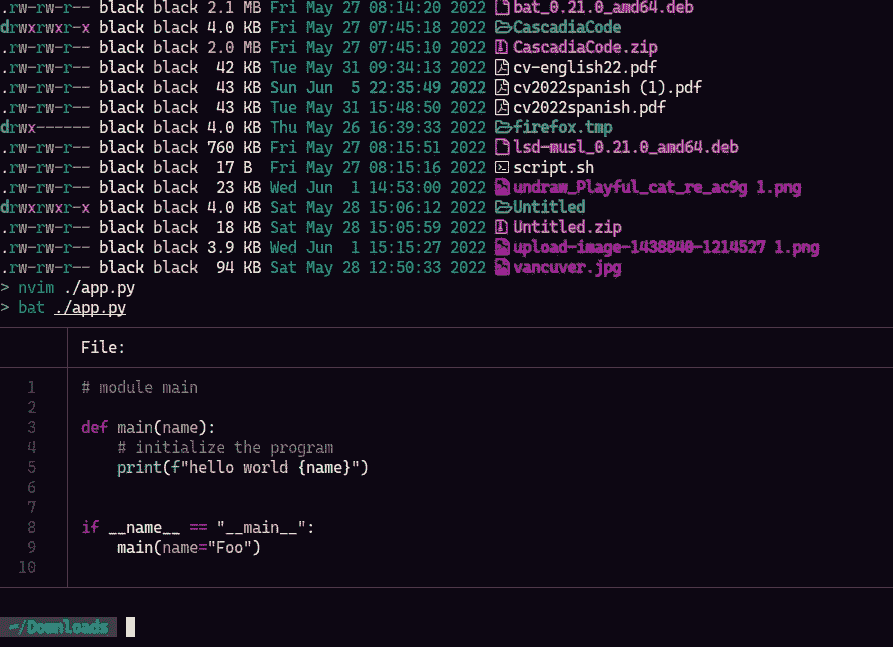 .rw-rw-r-- black black 2.1 MB Fri May 27 08:14:20 2022 bat_0.21.0_amd64.deb
drwxrwxr-x black black 4.0 KB Fri May 27 07:45:18 2022 CascadiaCode
.rw-rw-r-- black black 2.0 MB Fri May 27 07:45:10 2022 CascadiaCode.zip
.rw-rw-r-- black black 42 KB Tue May 31 09:34:13 2022 cv-english22.pdf
.rw-rw-r-- black black 43 KB Sun Jun 5 22:35:49 2022 cv2022spanish (1).pdf
.rw-rw-r-- black black 43 KB Tue May 31 15:48:50 2022 cv2022spanish.pdf
drwx------ black black 4.0 KB Thu May 26 16:39:33 2022 firefox.tmp
.rw-rw-r-- black black 760 KB Fri May 27 08:15:51 2022 lsd-musl_0.21.0_amd64.deb
.rw-rw-r-- black black 17 B Fri May 27 08:15:16 2022 script.sh
.rw-rw-r-- black black 23 KB Wed Jun 1 14:53:00 2022 undraw_Playful_cat_re_ac9g 1.png
drwxrwxr-x black black 4.0 KB Sat May 28 15:06:12 2022 Untitled
.rw-rw-r-- black black 18 KB Sat May 28 15:05:59 2022 Untitled.zip
.rw-rw-r-- black black 3.9 KB Wed Jun 1 15:15:27 2022 upload-image-1438840-1214527 1.png
.rw-rw-r-- black black 94 KB Sat May 28 12:50:33 2022 vancuver.jpg
> nvim ./app.py
> bat ./app.py
File:
1 # module main
2
3 def main(name):
4 # initialize the program
5 print(f"hello world {name}")
6
7
8 if __name__ == "__main__":
9 main(name="Foo")
10
~/Downloads